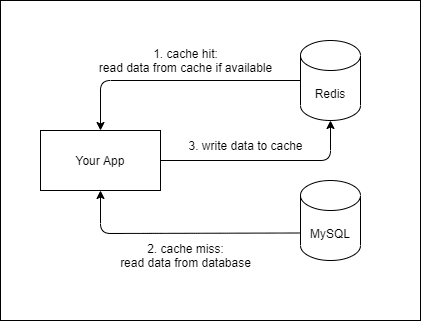 1. cache hit:
read data from cache if available
Redis
Your App
3. write data to cache
MySQL
2. cache miss:
read data from database